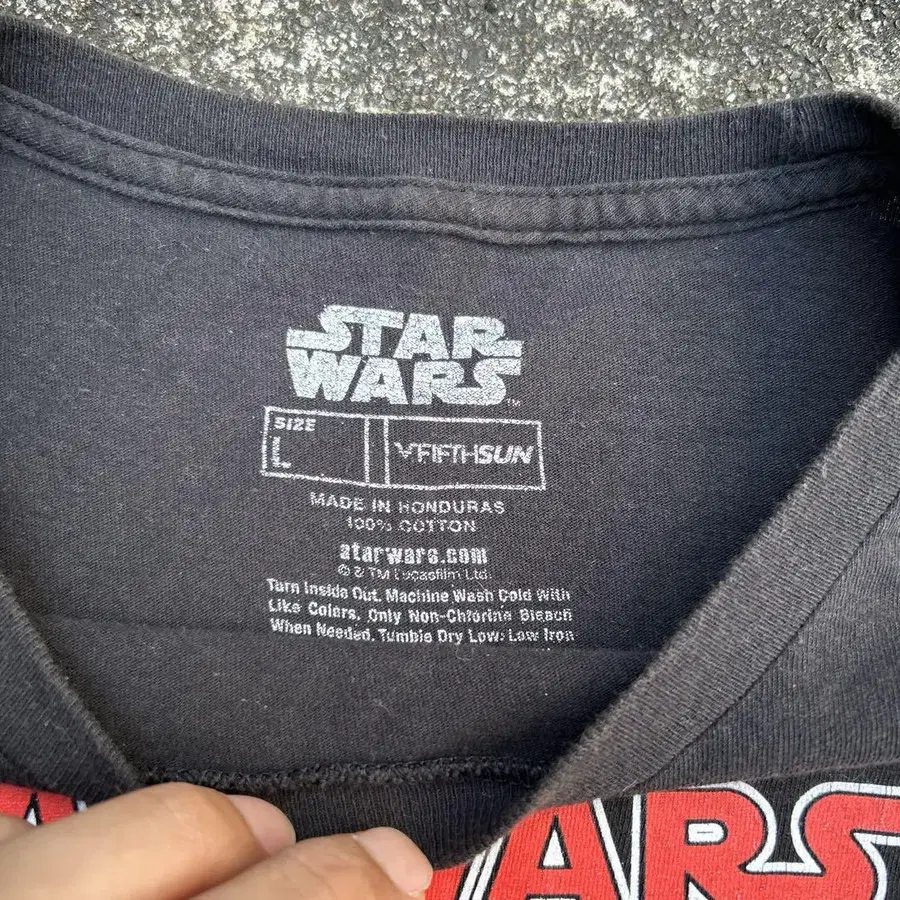 STAR
WARS
TM
SIZE
L
FIFTHSUN
MADE IN HONDURAS
100% COTTON
starwars.com
© & TM Lucasfilm Ltd.
Turn Inside Out. Machine Wash Cold With
Like Colors. Only Non-Chlorine Bleach
When Needed. Tumble Dry Low. Low Iron
WARS